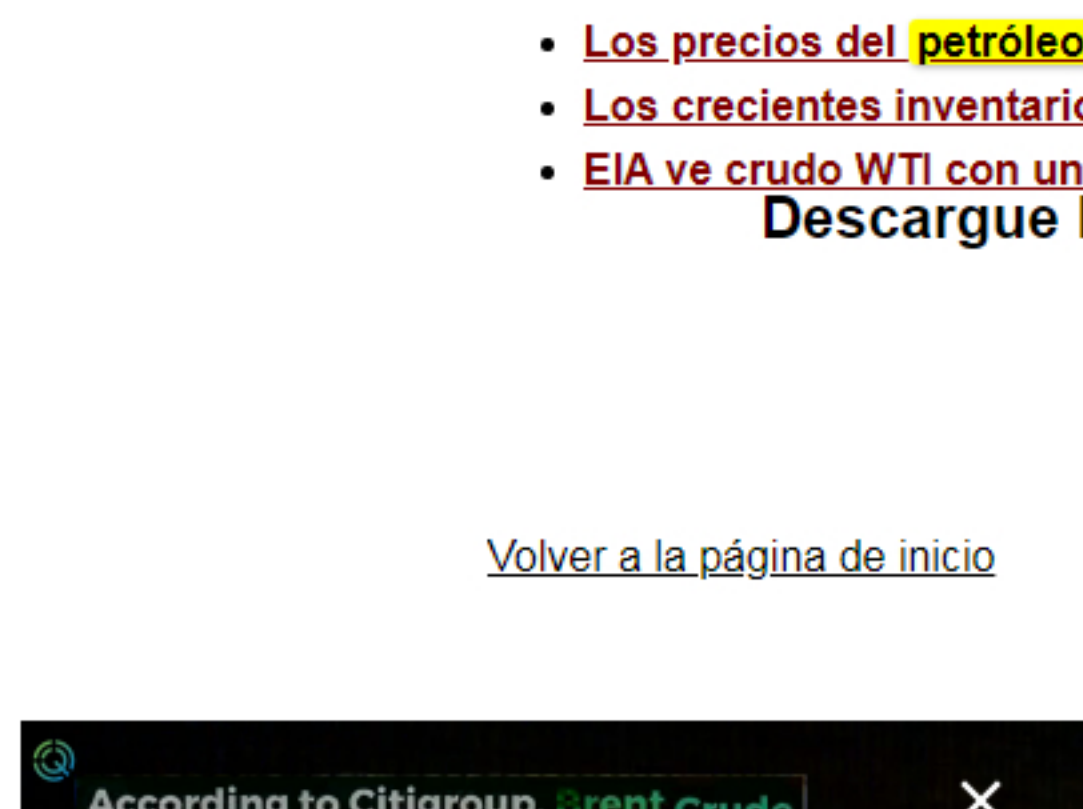 Los precios del petróleo
Los crecientes inventario
EIA ve crudo WTI con un
Descargue
Volver a la página de inicio
According to Citigroup, Brent Crude